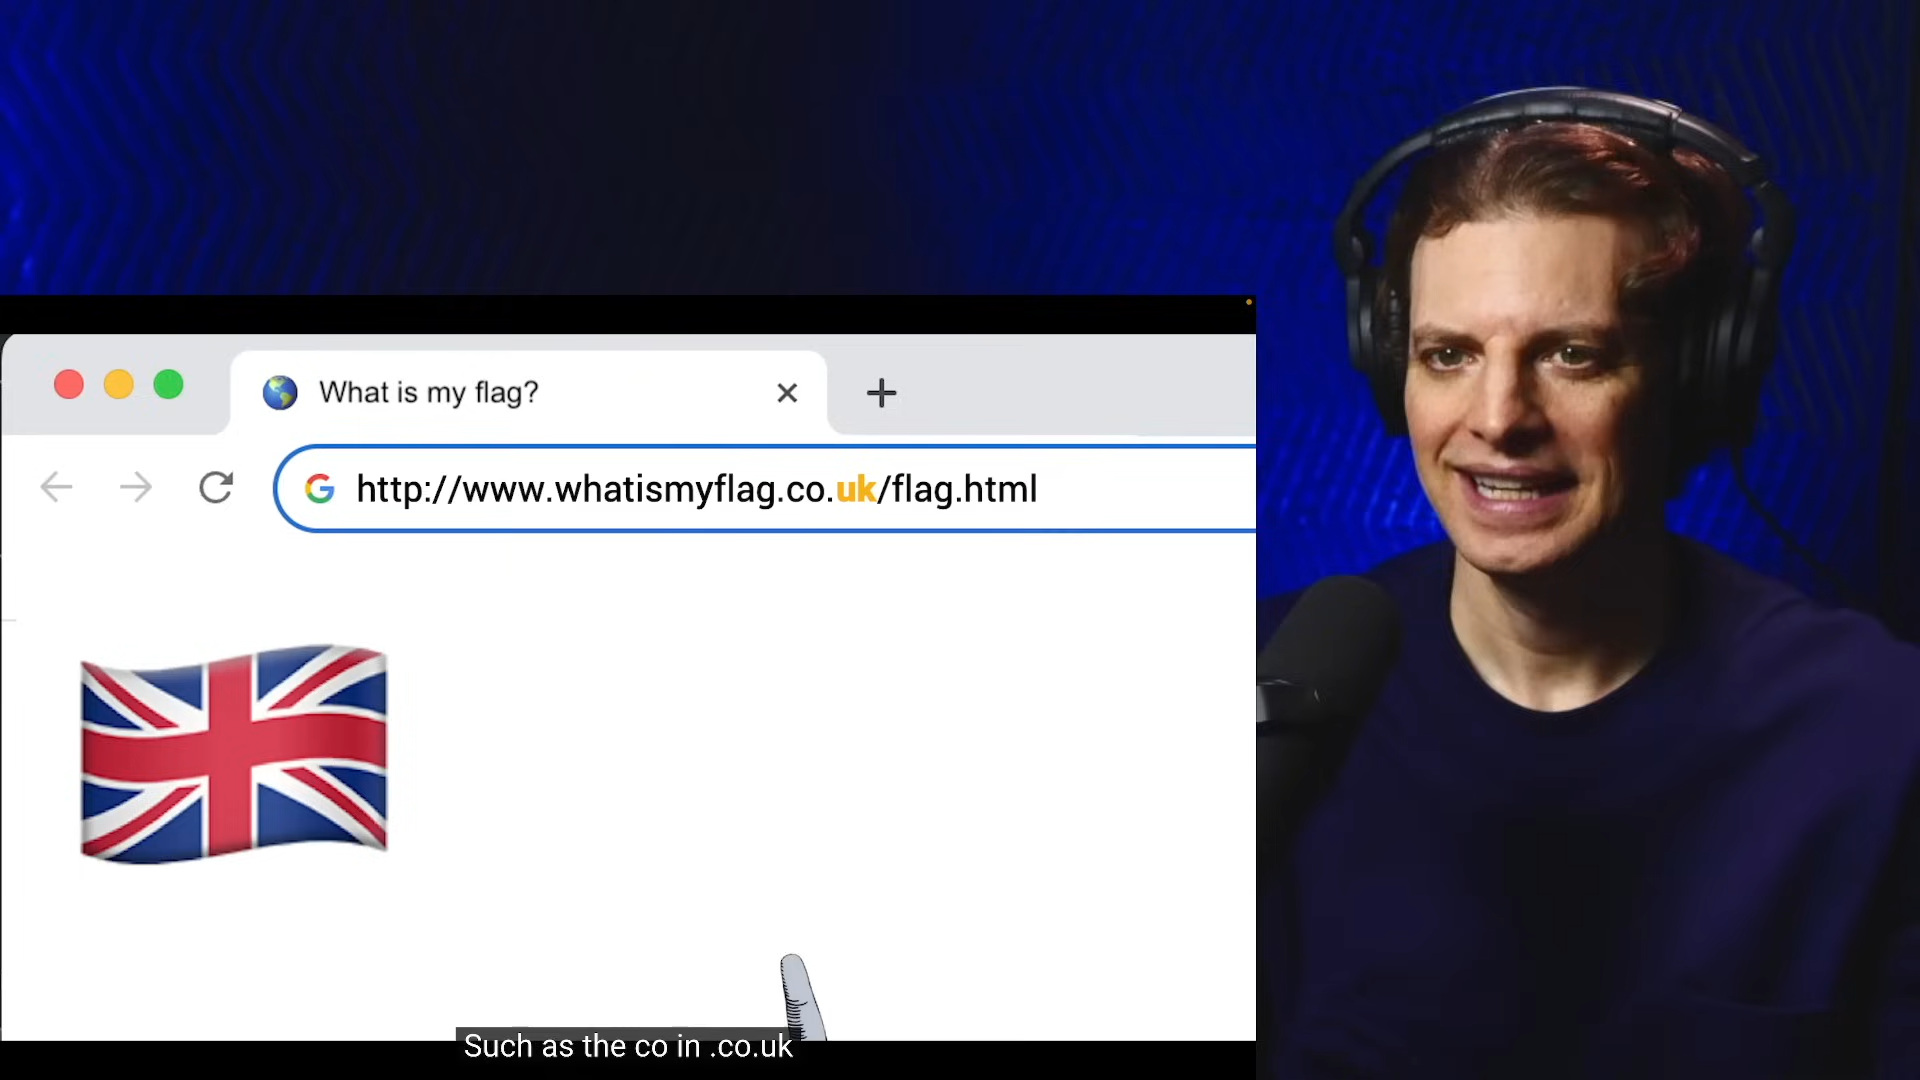 What is my flag?
http://www.whatismyflag.co.uk/flag.html
Such as the co in .co.uk